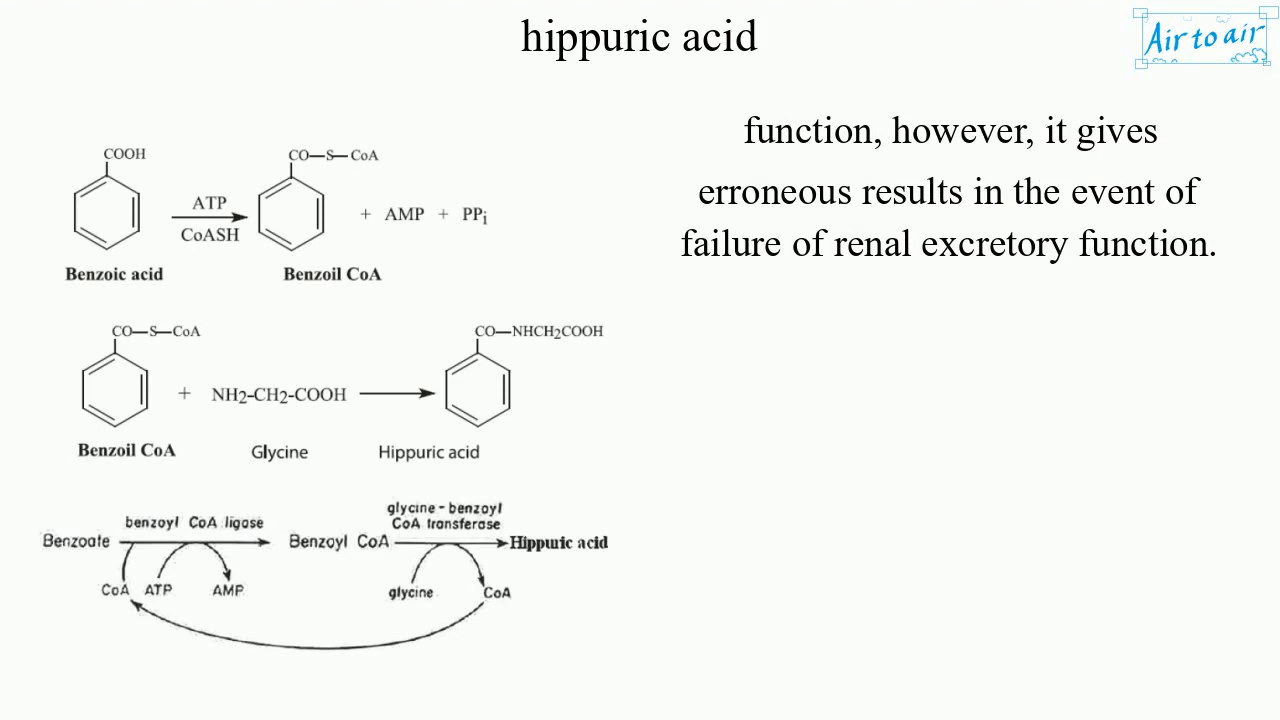 hippuric acid
Air to air
function, however, it gives
erroneous results in the event of
failure of renal excretory function.
COOH
ATP
CoASH
CO—S—CoA
+ AMP + PPi
Benzoic acid
Benzoil CoA
CO—S—CoA
+ NH2-CH2-COOH
CO—NHCH2COOH
Benzoil CoA
Glycine
Hippuric acid
benzoyl CoA ligase
glycine-benzoyl
CoA transferase
Benzoate
Benzoyl CoA
Hippuric acid
CoA
ATP
AMP
glycine
CoA